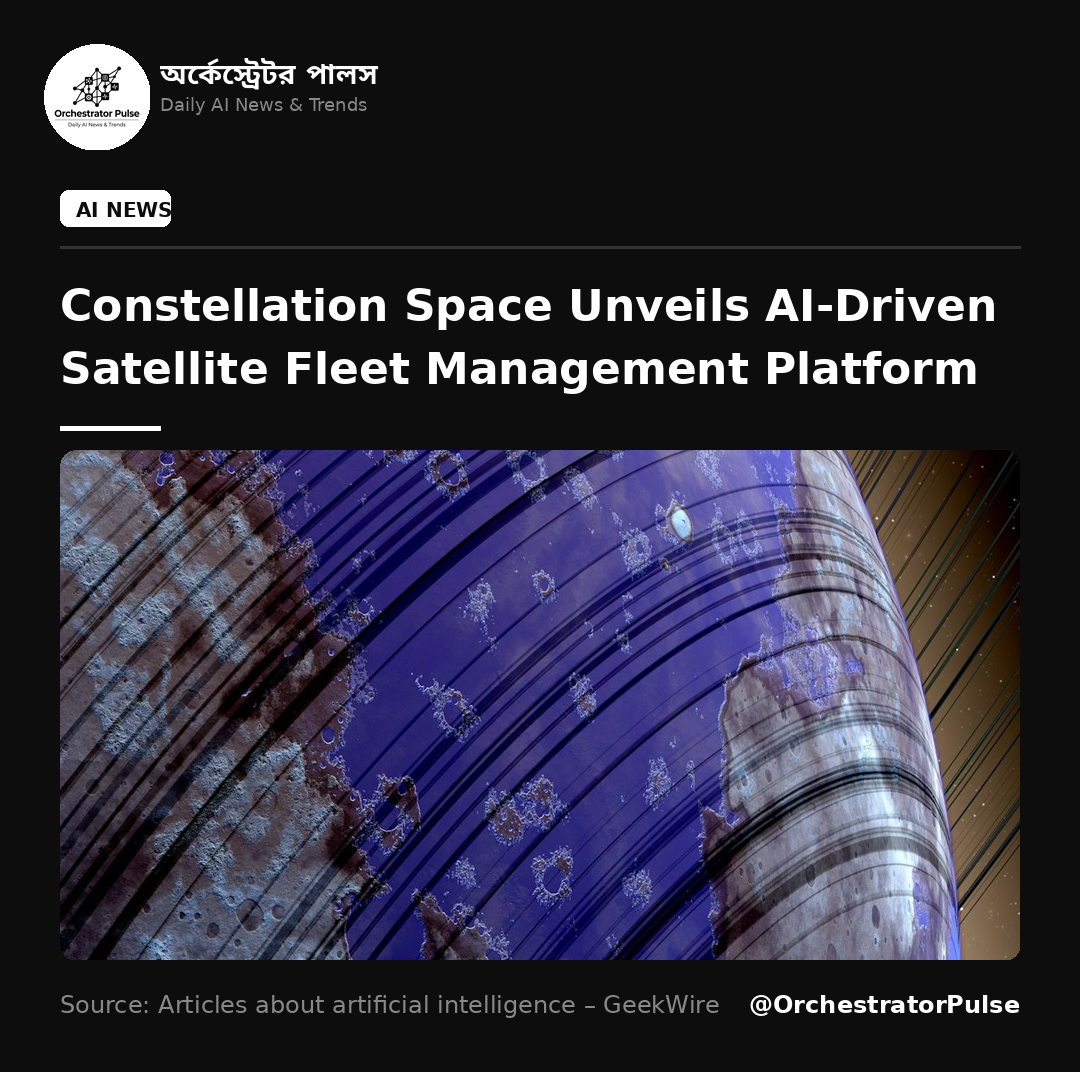 অর্কেস্ট্রেটর পালস
Daily AI News & Trends
Orchestrator Pulse
Daily AI News & Trends
AI NEWS
Constellation Space Unveils AI-Driven
Satellite Fleet Management Platform
Source: Articles about artificial intelligence – GeekWire
@OrchestratorPulse